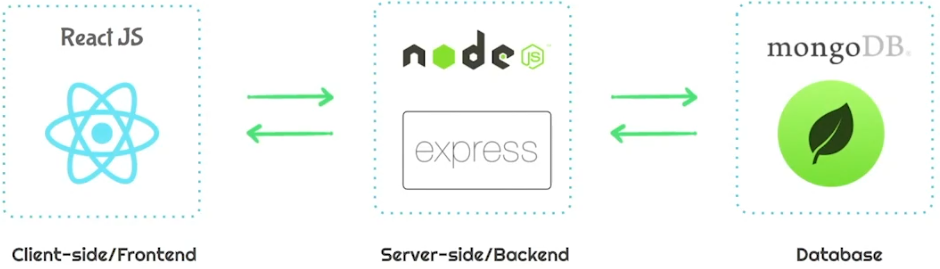 React JS
node
JS
express
mongoDB®
Client-side/Frontend
Server-side/Backend
Database